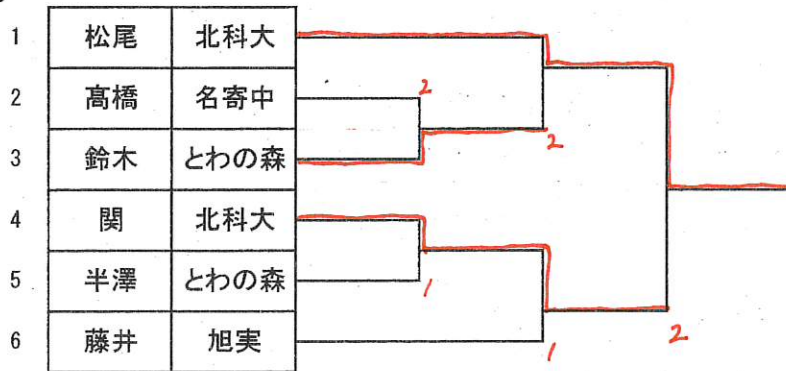 1 松尾 北科大
2 髙橋 名寄中 2
3 鈴木 とわの森 2
4 関 北科大
5 半澤 とわの森 1
6 藤井 旭実 1 2